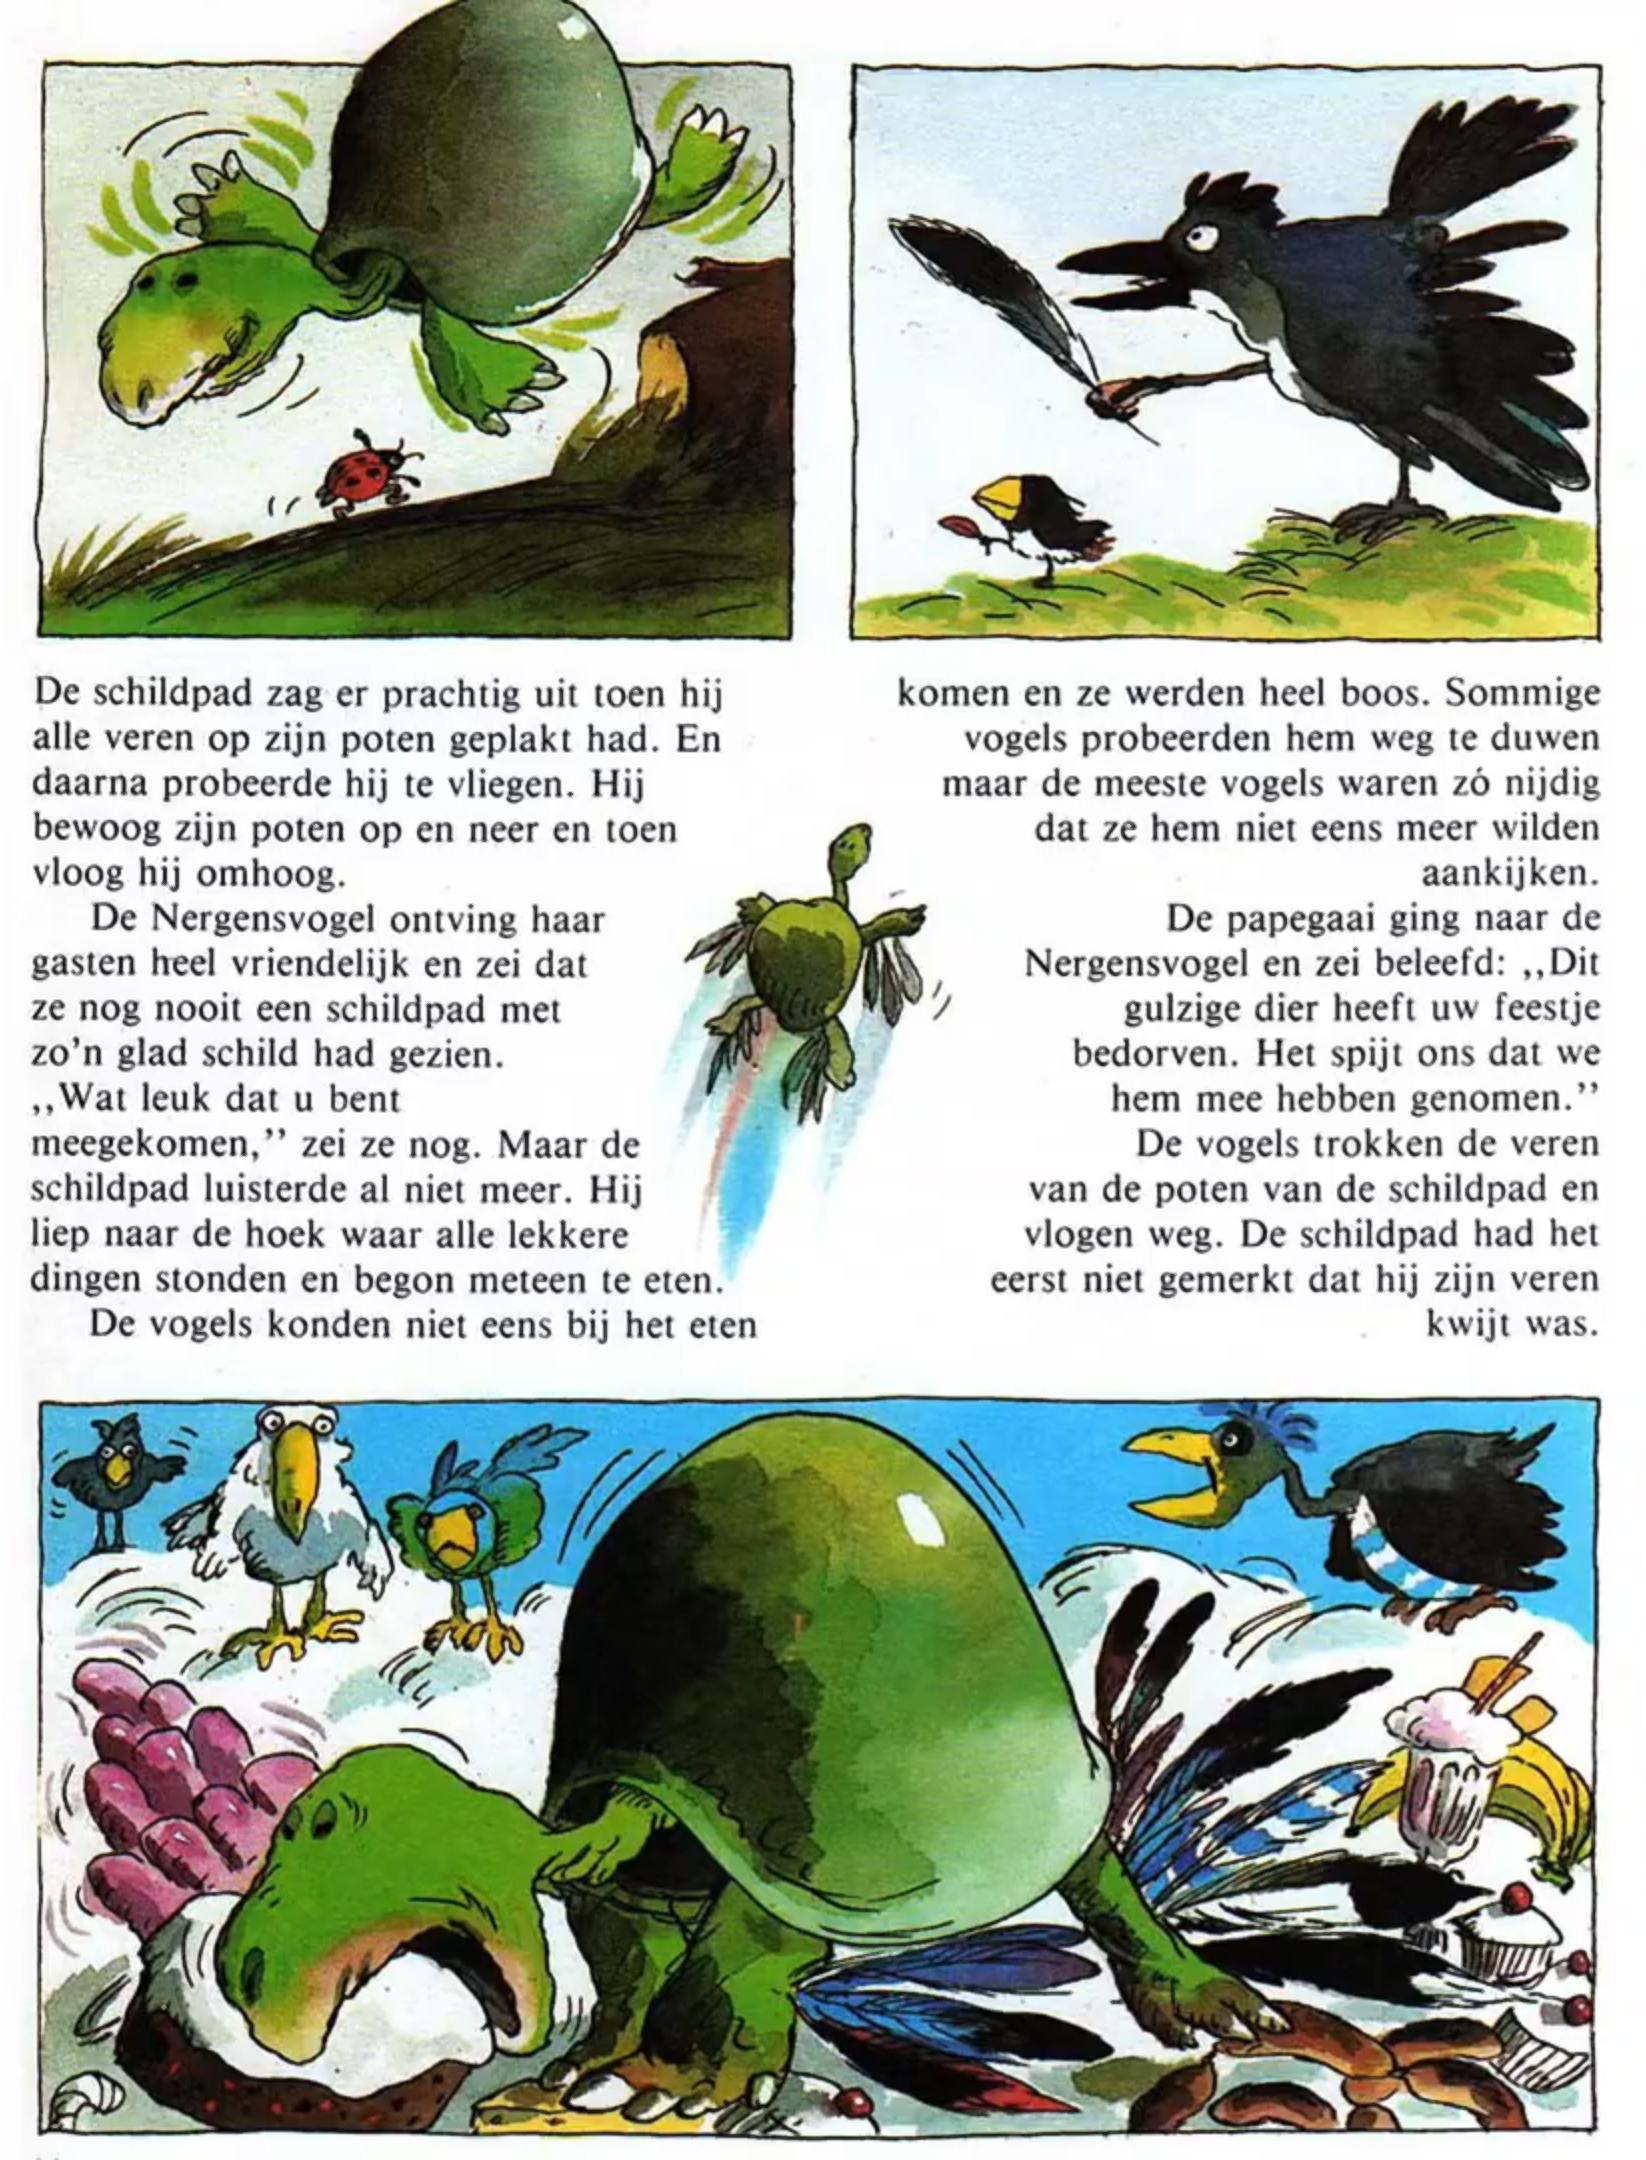 De schildpad zag er prachtig uit toen hij
alle veren op zijn poten geplakt had. En
daarna probeerde hij te vliegen. Hij
bewoog zijn poten op en neer en toen
vloog hij omhoog.
De Nergensvogel ontving haar
gasten heel vriendelijk en zei dat
ze nog nooit een schildpad met
zo'n glad schild had gezien.
,,Wat leuk dat u bent
meegekomen,'' zei ze nog. Maar de
schildpad luisterde al niet meer. Hij
liep naar de hoek waar alle lekkere
dingen stonden en begon meteen te eten.
De vogels konden niet eens bij het eten
komen en ze werden heel boos. Sommige
vogels probeerden hem weg te duwen
maar de meeste vogels waren zó nijdig
dat ze hem niet eens meer wilden
aankijken.
De papegaai ging naar de
Nergensvogel en zei beleefd: ,,Dit
gulzige dier heeft uw feestje
bedorven. Het spijt ons dat we
hem mee hebben genomen.''
De vogels trokken de veren
van de poten van de schildpad en
vlogen weg. De schildpad had het
eerst niet gemerkt dat hij zijn veren
kwijt was.